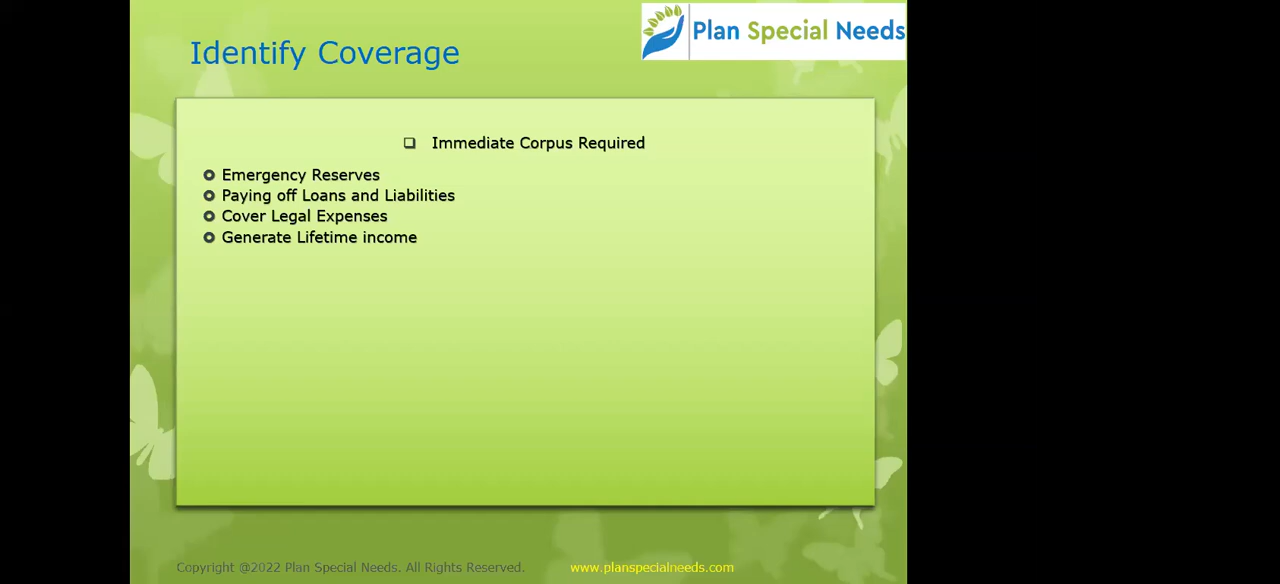 Plan Special Needs
Identify Coverage
Immediate Corpus Required
Emergency Reserves
Paying off Loans and Liabilities
Cover Legal Expenses
Generate Lifetime income
Copyright @2022 Plan Special Needs. All Rights Reserved. www.planspecialneeds.com